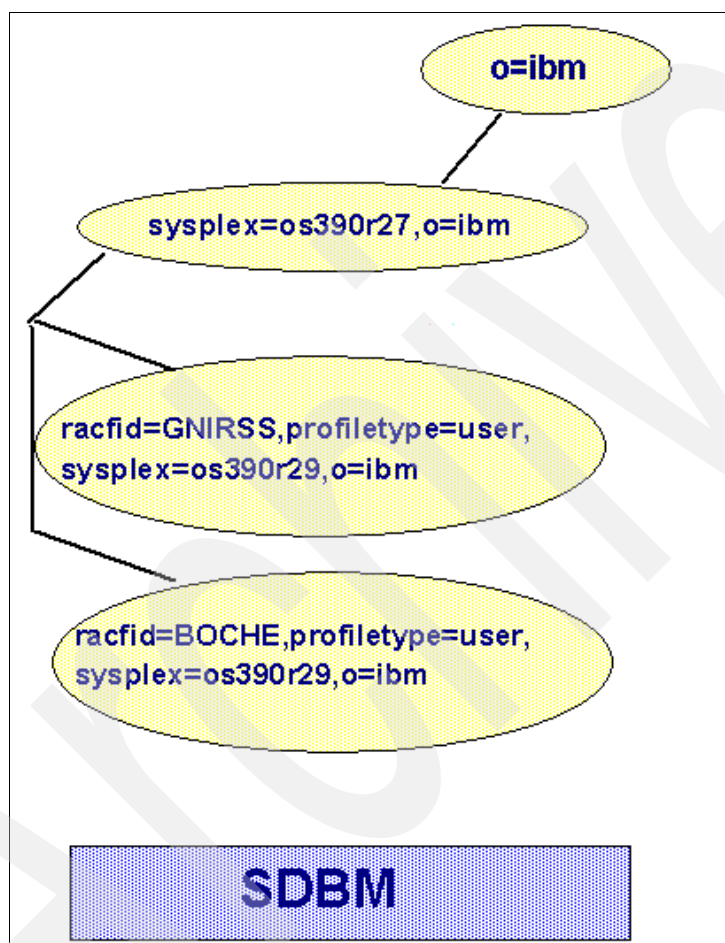 o=ibm
sysplex=os390r27,o=ibm
racfid=GNIRSS,profiletype=user,
sysplex=os390r29,o=ibm
racfid=BOCHE,profiletype=user,
sysplex=os390r29,o=ibm
SDBM